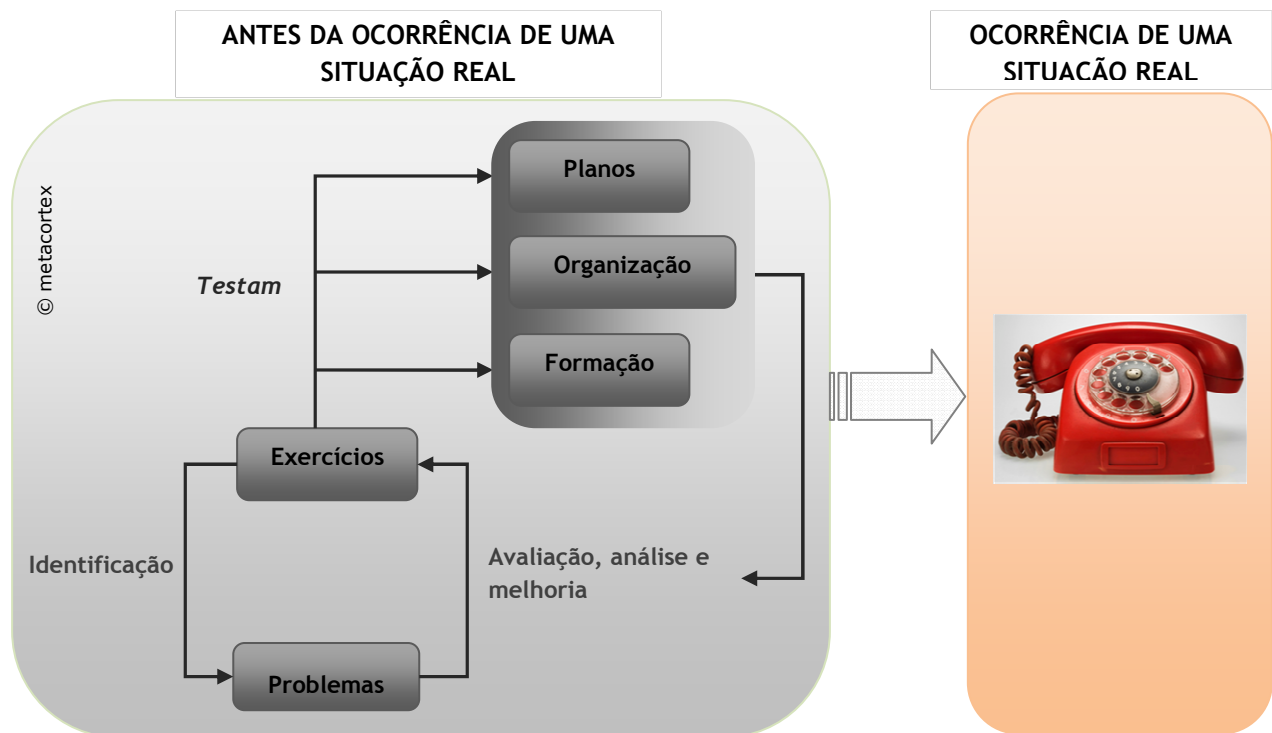 ANTES DA OCORRÊNCIA DE UMA
SITUAÇÃO REAL
OCORRÊNCIA DE UMA
SITUAÇÃO REAL
© metacortex
Planos
Organização
Testam
Formação
Exercícios
Identificação
Avaliação, análise e
melhoria
Problemas